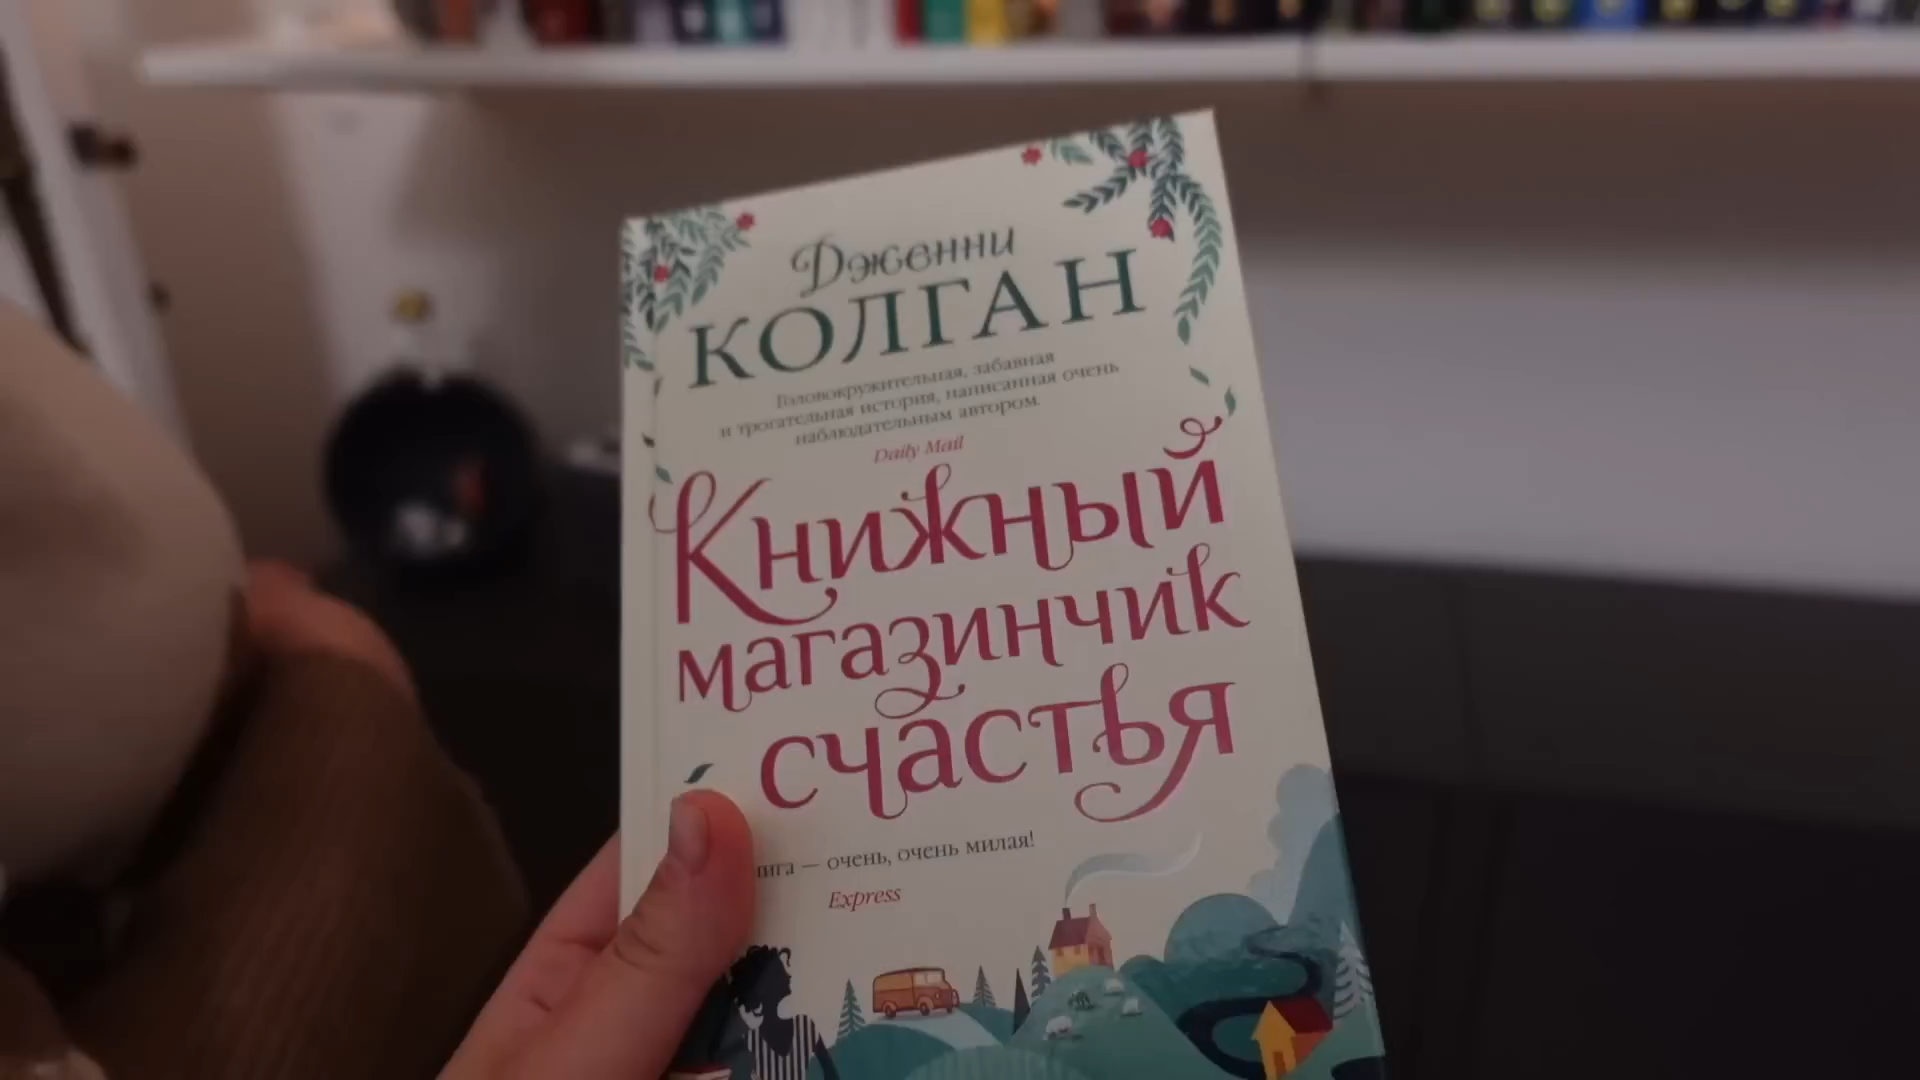 Дженни
КОЛГАН
Головокружительная, забавная
и трогательная история, написанная очень
наблюдательным автором.
Daily Mail
Книжный
магазинчик
счастья
— очень, очень милая!
Express